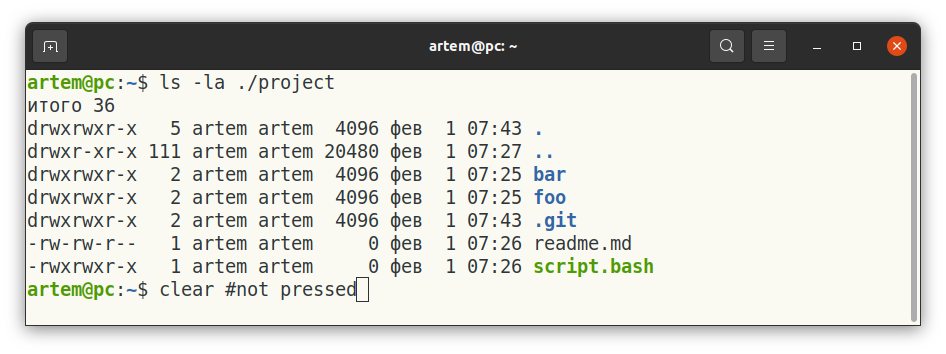 artem@pc: ~
artem@pc:~$ ls -la ./project
итого 36
drwxrwxr-x   5 artem artem  4096 фев  1 07:43 .
drwxr-xr-x 111 artem artem 20480 фев  1 07:27 ..
drwxrwxr-x   2 artem artem  4096 фев  1 07:25 bar
drwxrwxr-x   2 artem artem  4096 фев  1 07:25 foo
drwxrwxr-x   2 artem artem  4096 фев  1 07:43 .git
-rw-rw-r--   1 artem artem     0 фев  1 07:26 readme.md
-rwxrwxr-x   1 artem artem     0 фев  1 07:26 script.bash
artem@pc:~$ clear #not pressed